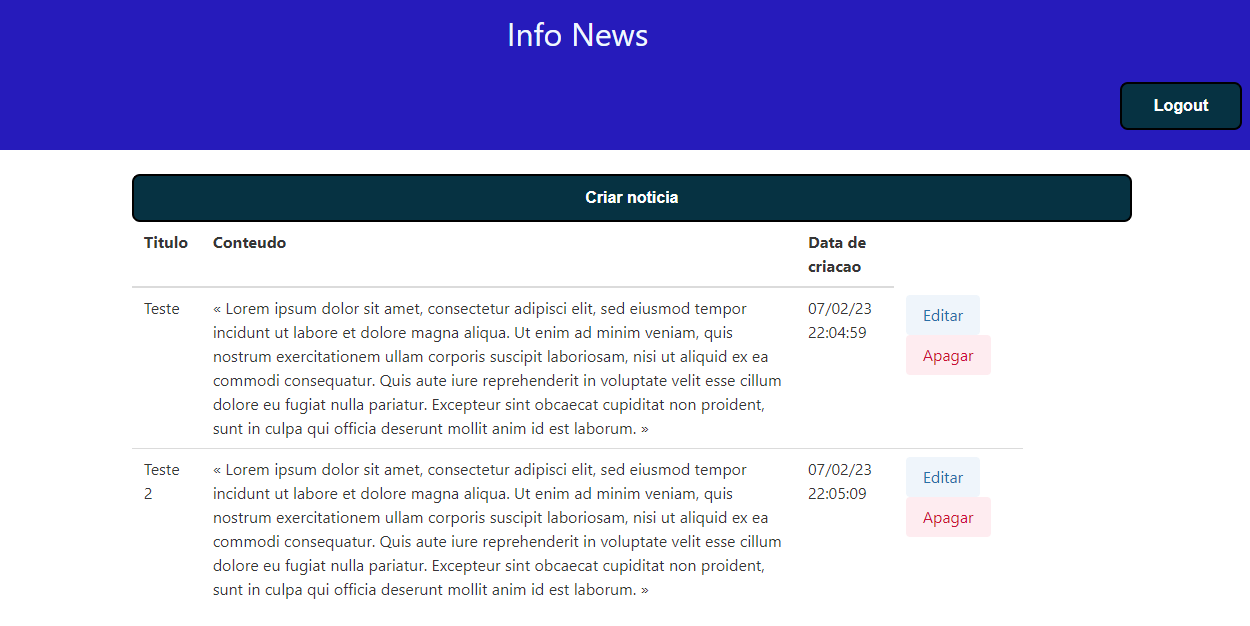 Info News
Logout
Criar noticia
Titulo Conteudo Data de
criacao
Teste « Lorem ipsum dolor sit amet, consectetur adipisci elit, sed eiusmod tempor 07/02/23 Editar
incidunt ut labore et dolore magna aliqua. Ut enim ad minim veniam, quis 22:04:59
nostrum exercitationem ullam corporis suscipit laboriosam, nisi ut aliquid ex ea Apagar
commodi consequatur. Quis aute iure reprehenderit in voluptate velit esse cillum
dolore eu fugiat nulla pariatur. Excepteur sint obcaecat cupiditat non proident,
sunt in culpa qui officia deserunt mollit anim id est laborum. »
Teste « Lorem ipsum dolor sit amet, consectetur adipisci elit, sed eiusmod tempor 07/02/23 Editar
2 incidunt ut labore et dolore magna aliqua. Ut enim ad minim veniam, quis 22:05:09
nostrum exercitationem ullam corporis suscipit laboriosam, nisi ut aliquid ex ea Apagar
commodi consequatur. Quis aute iure reprehenderit in voluptate velit esse cillum
dolore eu fugiat nulla pariatur. Excepteur sint obcaecat cupiditat non proident,
sunt in culpa qui officia deserunt mollit anim id est laborum. »